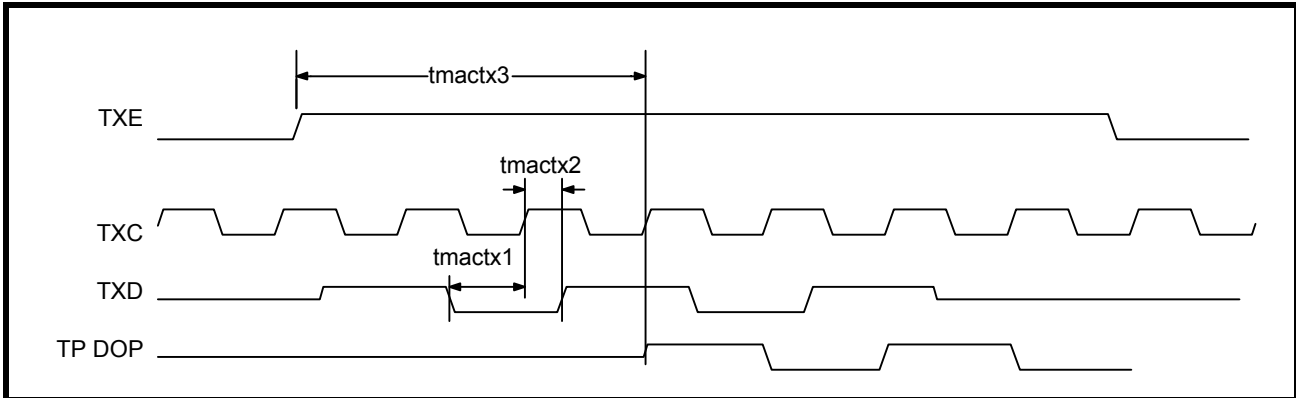 tmactx3
TXE
tmactx2
TXC
tmactx1
TXD
TP DOP